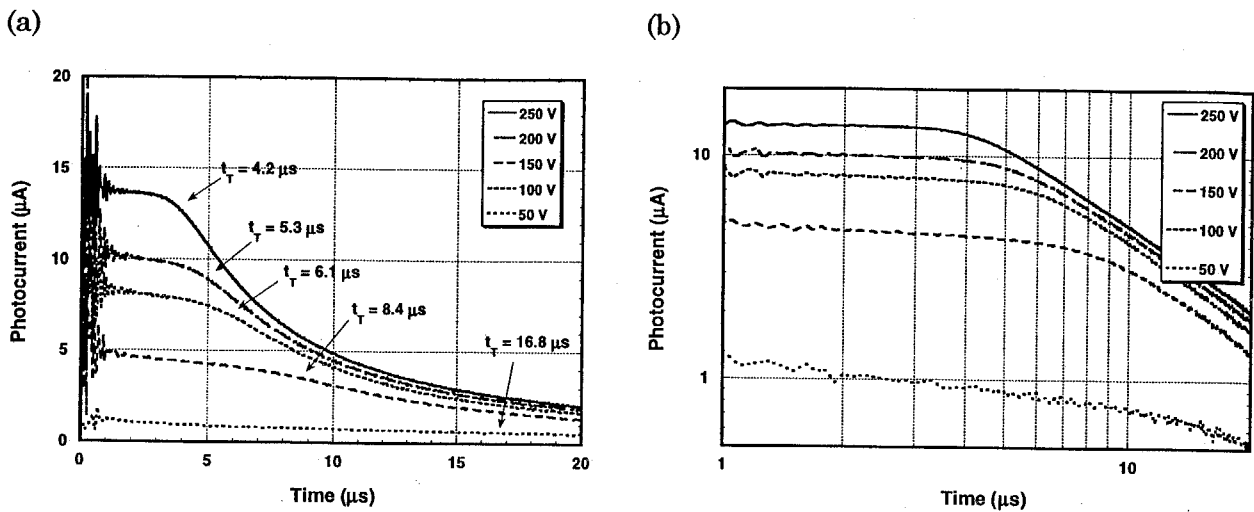 (a)
20
15
10
5
0
0
5
10
15
20
Photocurrent (μA)
Time (μs)
250 V
200 V
150 V
100 V
50 V
t_T = 4.2 μs
t_T = 5.3 μs
t_T = 6.1 μs
t_T = 8.4 μs
t_T = 16.8 μs
(b)
10
1
1
10
Photocurrent (μA)
Time (μs)
250 V
200 V
150 V
100 V
50 V